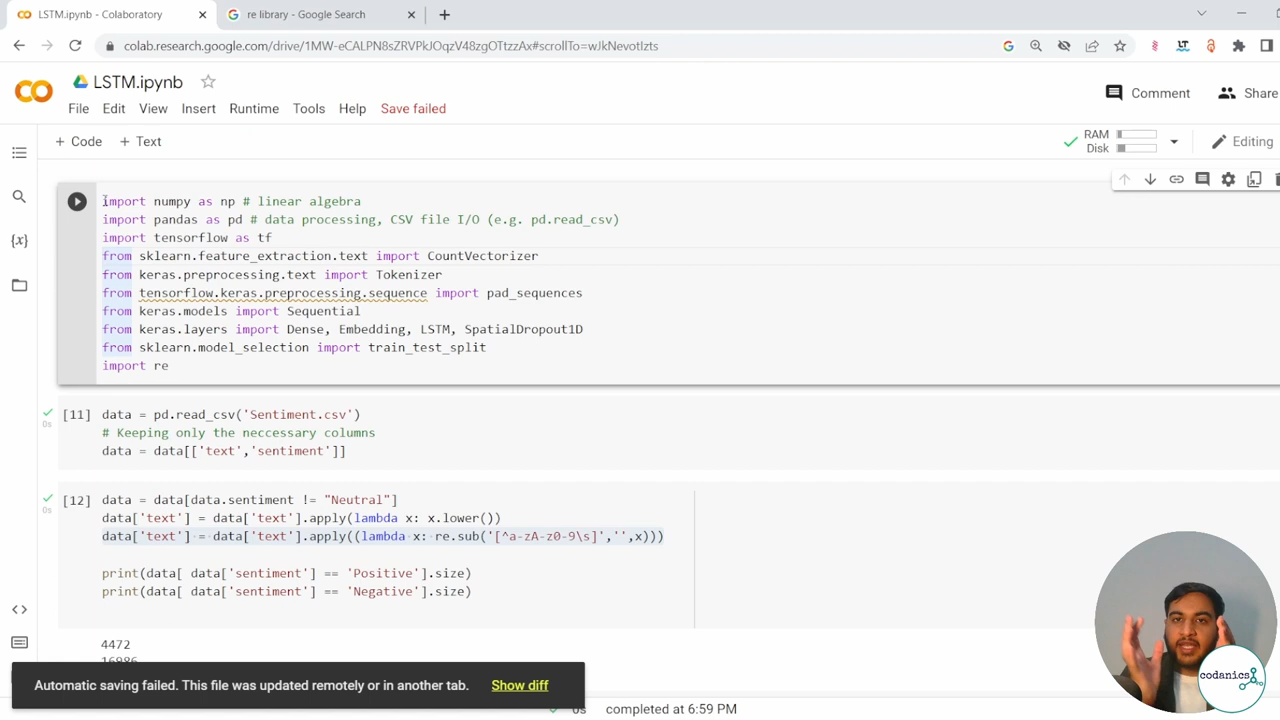 LSTM.ipynb - Colaboratory
re library - Google Search
colab.research.google.com/drive/1MW-eCALPN8sZRVPkJOqzV48zgOTtzzAx#scrollTo=wJkNevotIzts
LSTM.ipynb
File Edit View Insert Runtime Tools Help Save failed
Comment Share
+ Code + Text
RAM
Disk
Editing
import numpy as np # linear algebra
import pandas as pd # data processing, CSV file I/O (e.g. pd.read_csv)
import tensorflow as tf
from sklearn.feature_extraction.text import CountVectorizer
from keras.preprocessing.text import Tokenizer
from tensorflow.keras.preprocessing.sequence import pad_sequences
from keras.models import Sequential
from keras.layers import Dense, Embedding, LSTM, SpatialDropout1D
from sklearn.model_selection import train_test_split
import re
[11] data = pd.read_csv('Sentiment.csv')
0s
# Keeping only the neccessary columns
data = data[['text','sentiment']]
[12] data = data[data.sentiment != "Neutral"]
0s
data['text'] = data['text'].apply(lambda x: x.lower())
data['text'] = data['text'].apply((lambda x: re.sub('[^a-zA-z0-9\s]','',x)))
print(data[ data['sentiment'] == 'Positive'].size)
print(data[ data['sentiment'] == 'Negative'].size)
4472
16986
Automatic saving failed. This file was updated remotely or in another tab. Show diff
0s completed at 6:59 PM
codanics